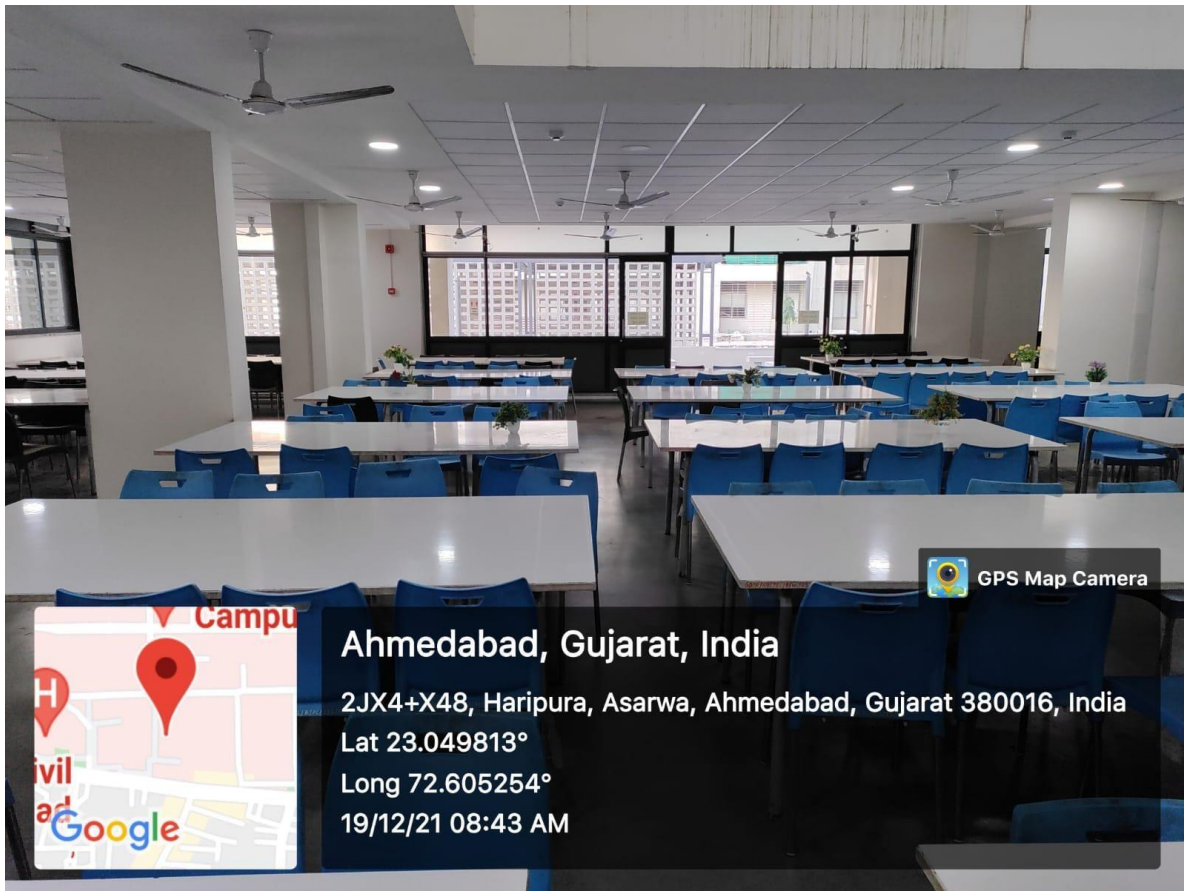 GPS Map Camera
Campu
H
ivil
ad
,
Google
Ahmedabad, Gujarat, India
2JX4+X48, Haripura, Asarwa, Ahmedabad, Gujarat 380016, India
Lat 23.049813°
Long 72.605254°
19/12/21 08:43 AM